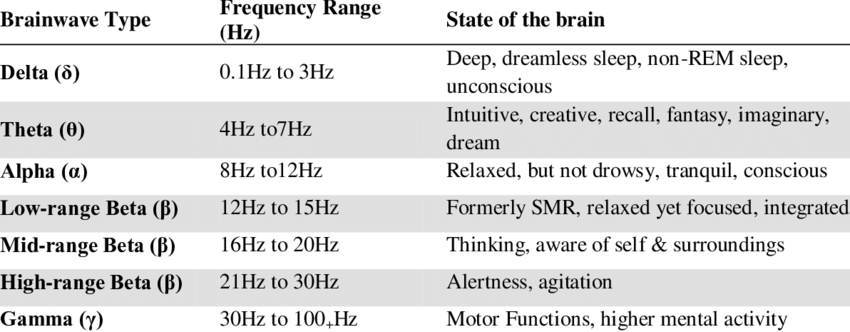 Brainwave Type Frequency Range (Hz) State of the brain
Delta (δ) 0.1Hz to 3Hz Deep, dreamless sleep, non-REM sleep,
unconscious
Theta (θ) 4Hz to7Hz Intuitive, creative, recall, fantasy, imaginary,
dream
Alpha (α) 8Hz to12Hz Relaxed, but not drowsy, tranquil, conscious
Low-range Beta (β) 12Hz to 15Hz Formerly SMR, relaxed yet focused, integrated
Mid-range Beta (β) 16Hz to 20Hz Thinking, aware of self & surroundings
High-range Beta (β) 21Hz to 30Hz Alertness, agitation
Gamma (γ) 30Hz to 100+Hz Motor Functions, higher mental activity